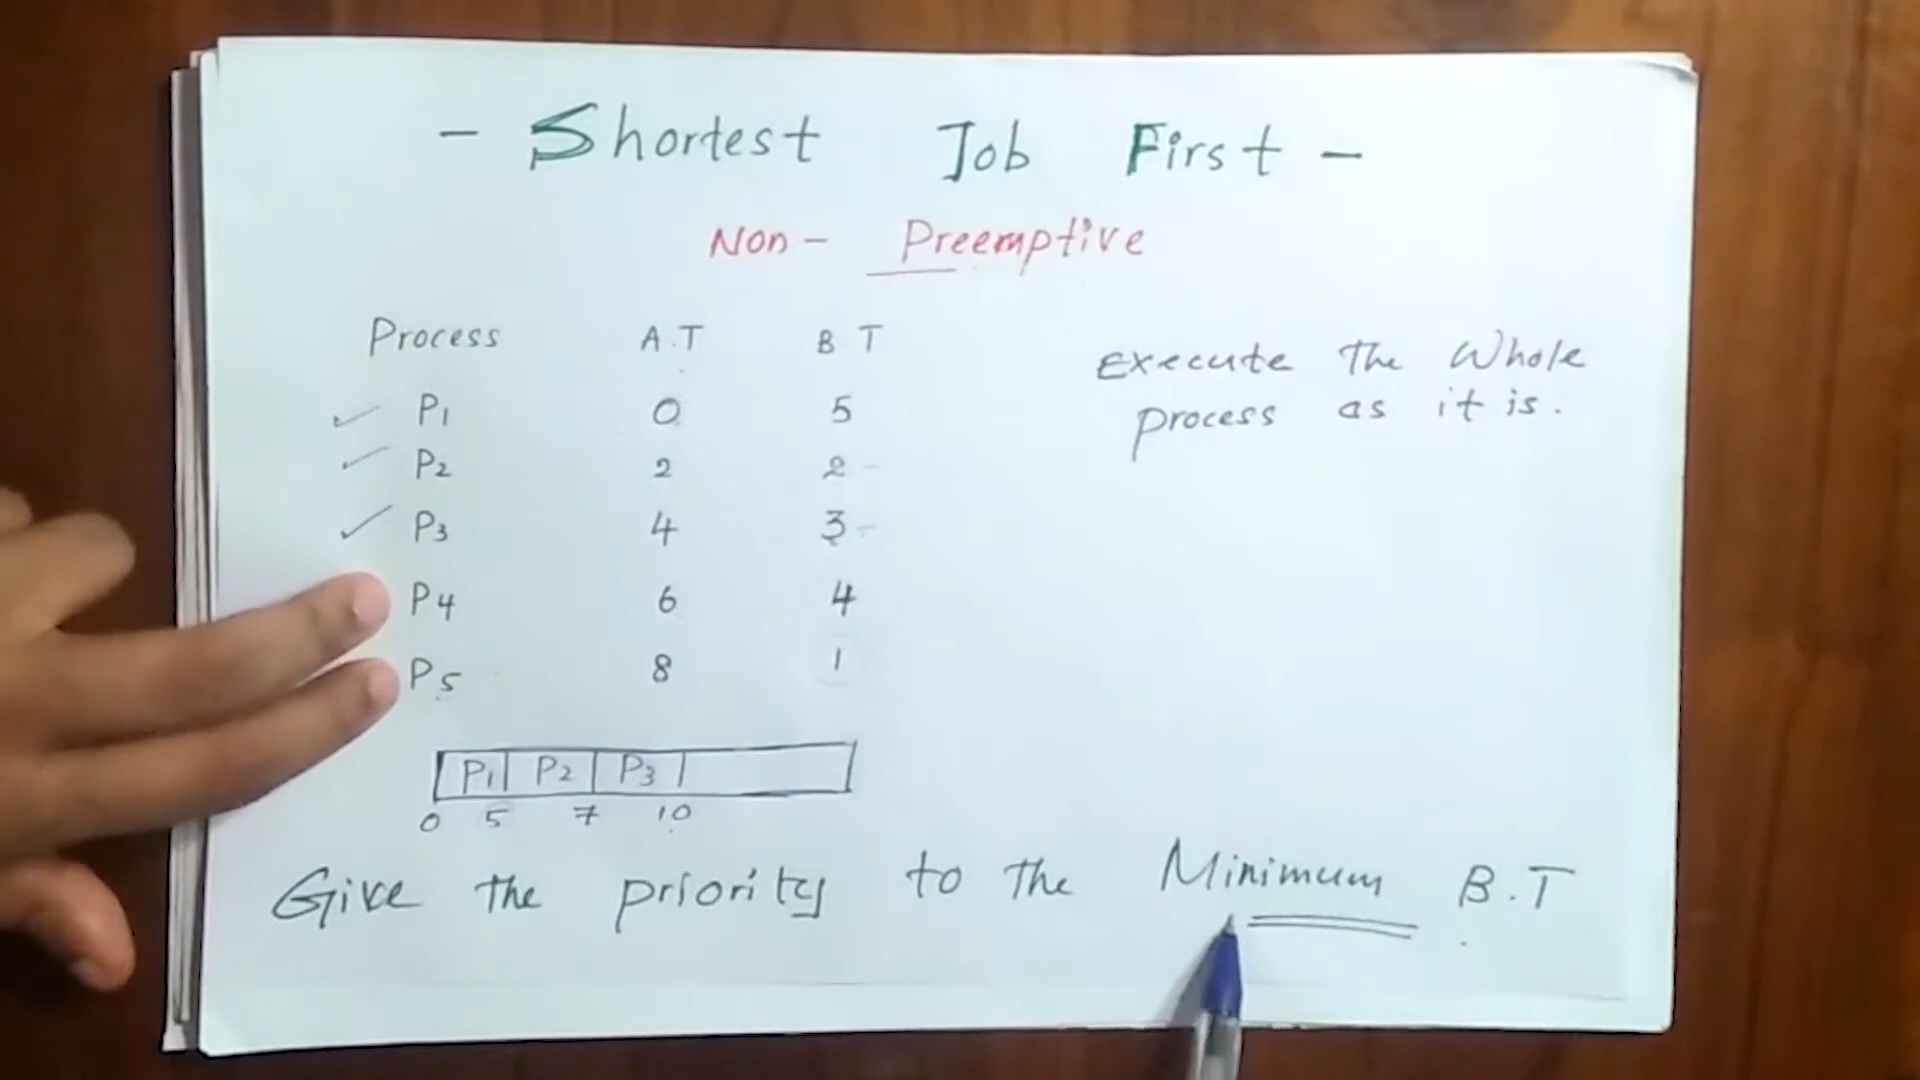 - Shortest Job First -
Non- Preemptive
Process A.T B T
P1 0 5
P2 2 2
P3 4 3
P4 6 4
P5 8 1
Execute The Whole
process as it is.
P1 P2 P3
0 5 7 10
Give the priority to the Minimum B.T